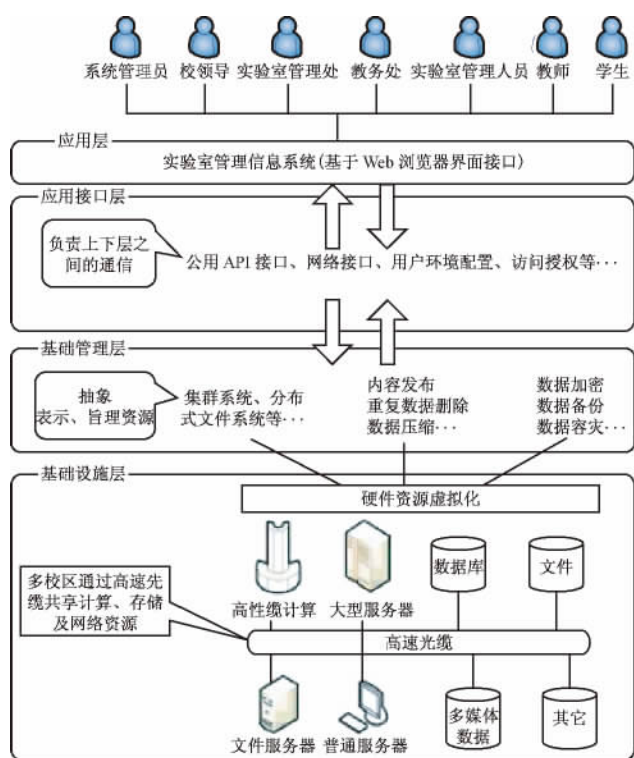 系统管理员 校领导 实验室管理处 教务处 实验室管理人员 教师 学生
应用层
实验室管理信息系统(基于 Web 浏览器界面接口)
应用接口层
负责上下层之
间的通信
公用 API 接口、网络接口、用户环境配置、访问授权等···
基础管理层
抽象
表示、旨理资源
集群系统、分布
式文件系统等···
内容发布
重复数据删除
数据压缩···
数据加密
数据备份
数据容灾···
基础设施层
硬件资源虚拟化
多校区通过高速先
缆共享计算、存储
及网络资源
高性缆计算 大型服务器 数据库 文件
高速光缆
文件服务器 普通服务器
多媒体
数据
其它